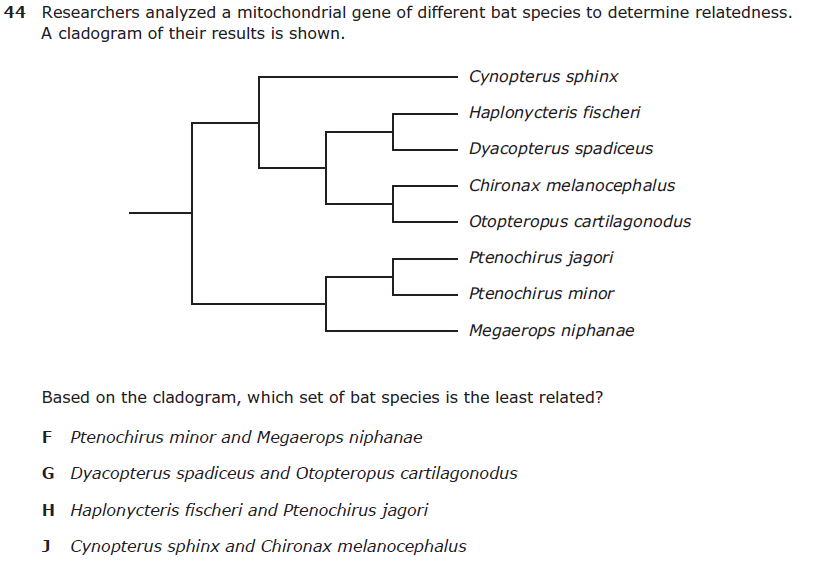 44 Researchers analyzed a mitochondrial gene of different bat species to determine relatedness.
A cladogram of their results is shown.
Cynopterus sphinx
Haplonycteris fischeri
Dyacopterus spadiceus
Chironax melanocephalus
Otopteropus cartilagonodus
Ptenochirus jagori
Ptenochirus minor
Megaerops niphanae
Based on the cladogram, which set of bat species is the least related?
F Ptenochirus minor and Megaerops niphanae
G Dyacopterus spadiceus and Otopteropus cartilagonodus
H Haplonycteris fischeri and Ptenochirus jagori
J Cynopterus sphinx and Chironax melanocephalus